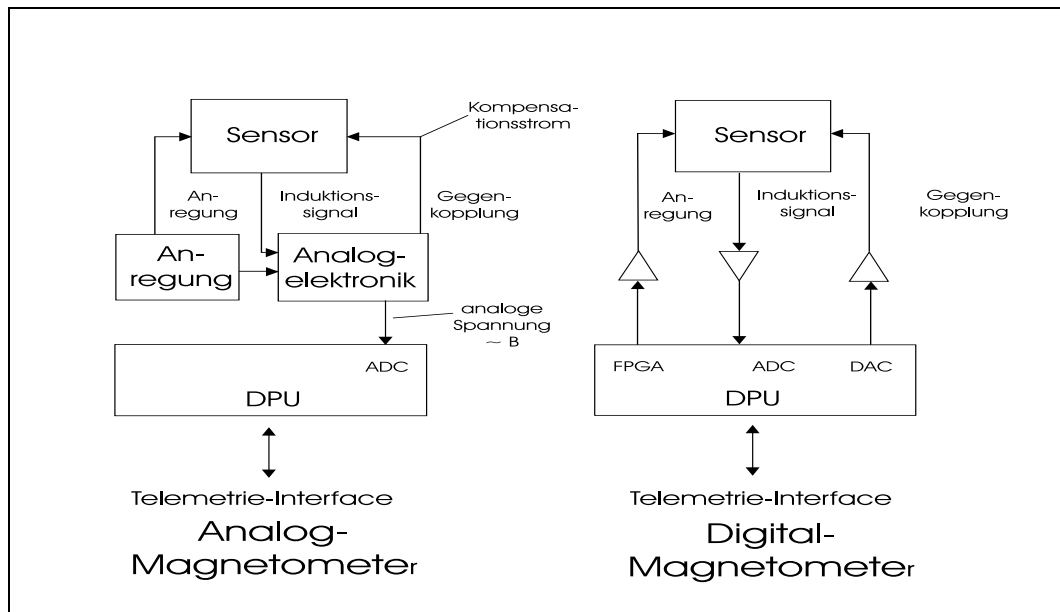 Sensor
Kompensa-
tionsstrom
An-
regung
Induktions-
signal
Gegen-
kopplung
An-
regung
Analog-
elektronik
analoge
Spannung
~ B
ADC
DPU
Telemetrie-Interface
Analog-
Magnetometer
Sensor
An-
regung
Induktions-
signal
Gegen-
kopplung
FPGA
ADC
DAC
DPU
Telemetrie-Interface
Digital-
Magnetometer